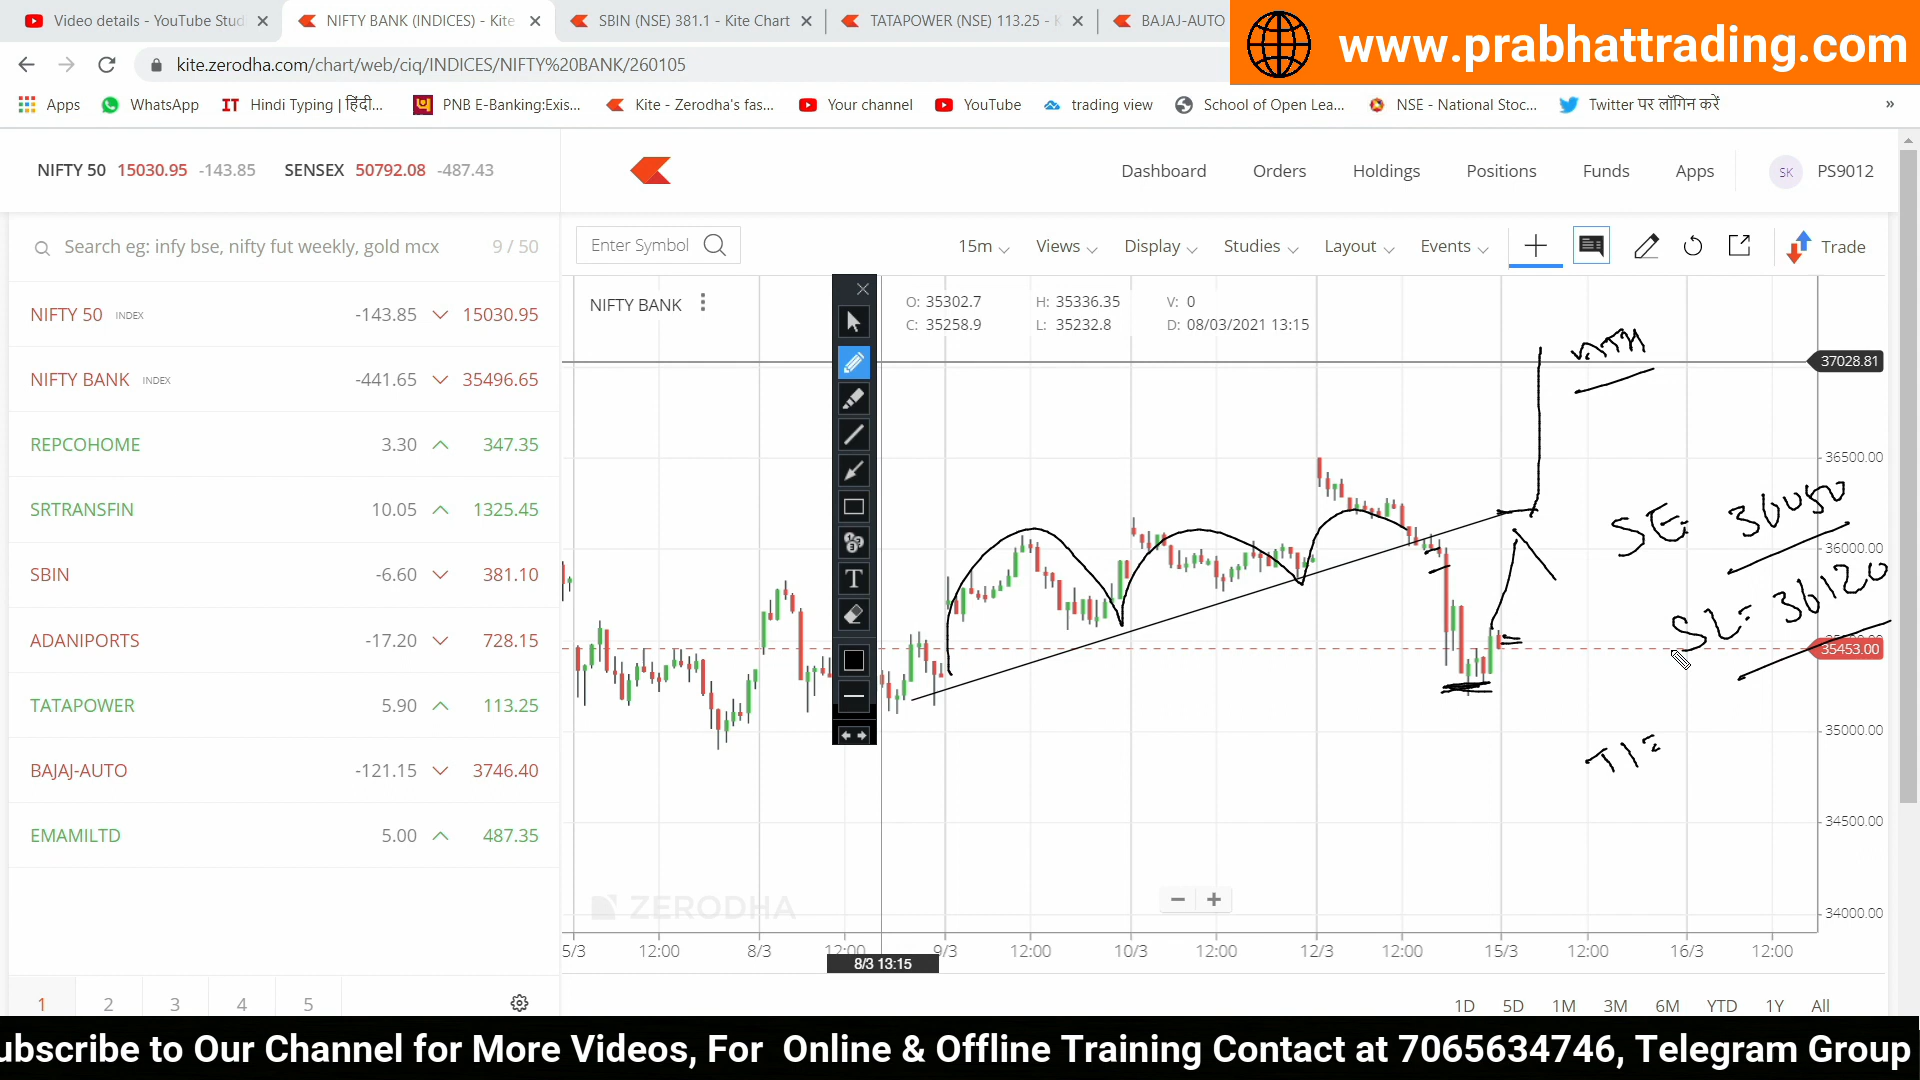 Video details - YouTube Stud
NIFTY BANK (INDICES) - Kite
SBIN (NSE) 381.1 - Kite Chart
TATAPOWER (NSE) 113.25 - K
BAJAJ-AUTO
www.prabhattrading.com
kite.zerodha.com/chart/web/ciq/INDICES/NIFTY%20BANK/260105
Apps
WhatsApp
IT Hindi Typing | हिंदी...
PNB E-Banking:Exis...
Kite - Zerodha's fas...
Your channel
YouTube
trading view
School of Open Lea...
NSE - National Stoc...
Twitter पर लॉगिन करें
»
NIFTY 50 15030.95 -143.85 SENSEX 50792.08 -487.43
Dashboard Orders Holdings Positions Funds Apps SK PS9012
Search eg: infy bse, nifty fut weekly, gold mcx 9 / 50
Enter Symbol 15m Views Display Studies Layout Events Trade
NIFTY 50 INDEX -143.85 15030.95
NIFTY BANK INDEX -441.65 35496.65
REPCOHOME 3.30 347.35
SRTRANSFIN 10.05 1325.45
SBIN -6.60 381.10
ADANIPORTS -17.20 728.15
TATAPOWER 5.90 113.25
BAJAJ-AUTO -121.15 3746.40
EMAMILTD 5.00 487.35
1 2 3 4 5
NIFTY BANK
O: 35302.7 H: 35336.35 V: 0
C: 35258.9 L: 35232.8 D: 08/03/2021 13:15
T
37028.81
36500.00
SE: 36050
36000.00
SL: 36120
35453.00
35000.00
T1=
34500.00
34000.00
ZERODHA
5/3 12:00 8/3 12:00 9/3 12:00 10/3 12:00 12/3 12:00 15/3 12:00 16/3 12:00
8/3 13:15
1D 5D 1M 3M 6M YTD 1Y All
ubscribe to Our Channel for More Videos, For Online & Offline Training Contact at 7065634746, Telegram Group